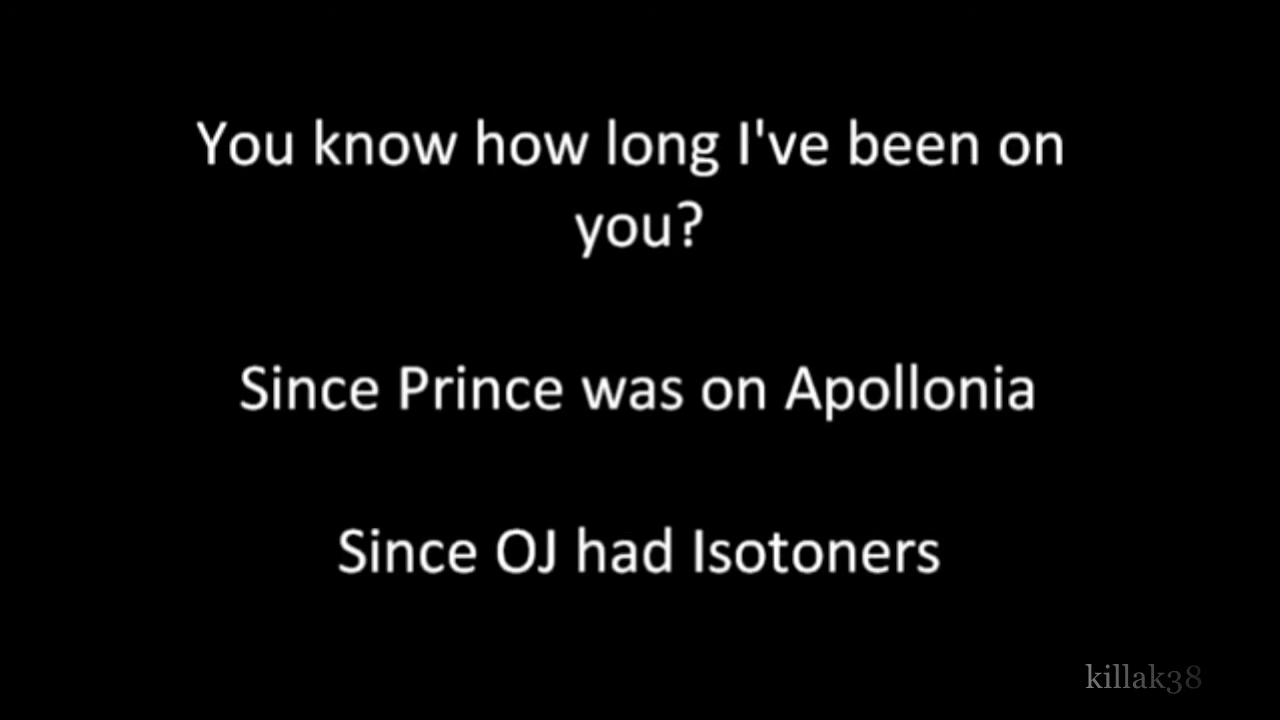 You know how long I've been on
you?
Since Prince was on Apollonia
Since OJ had Isotoners
killak38